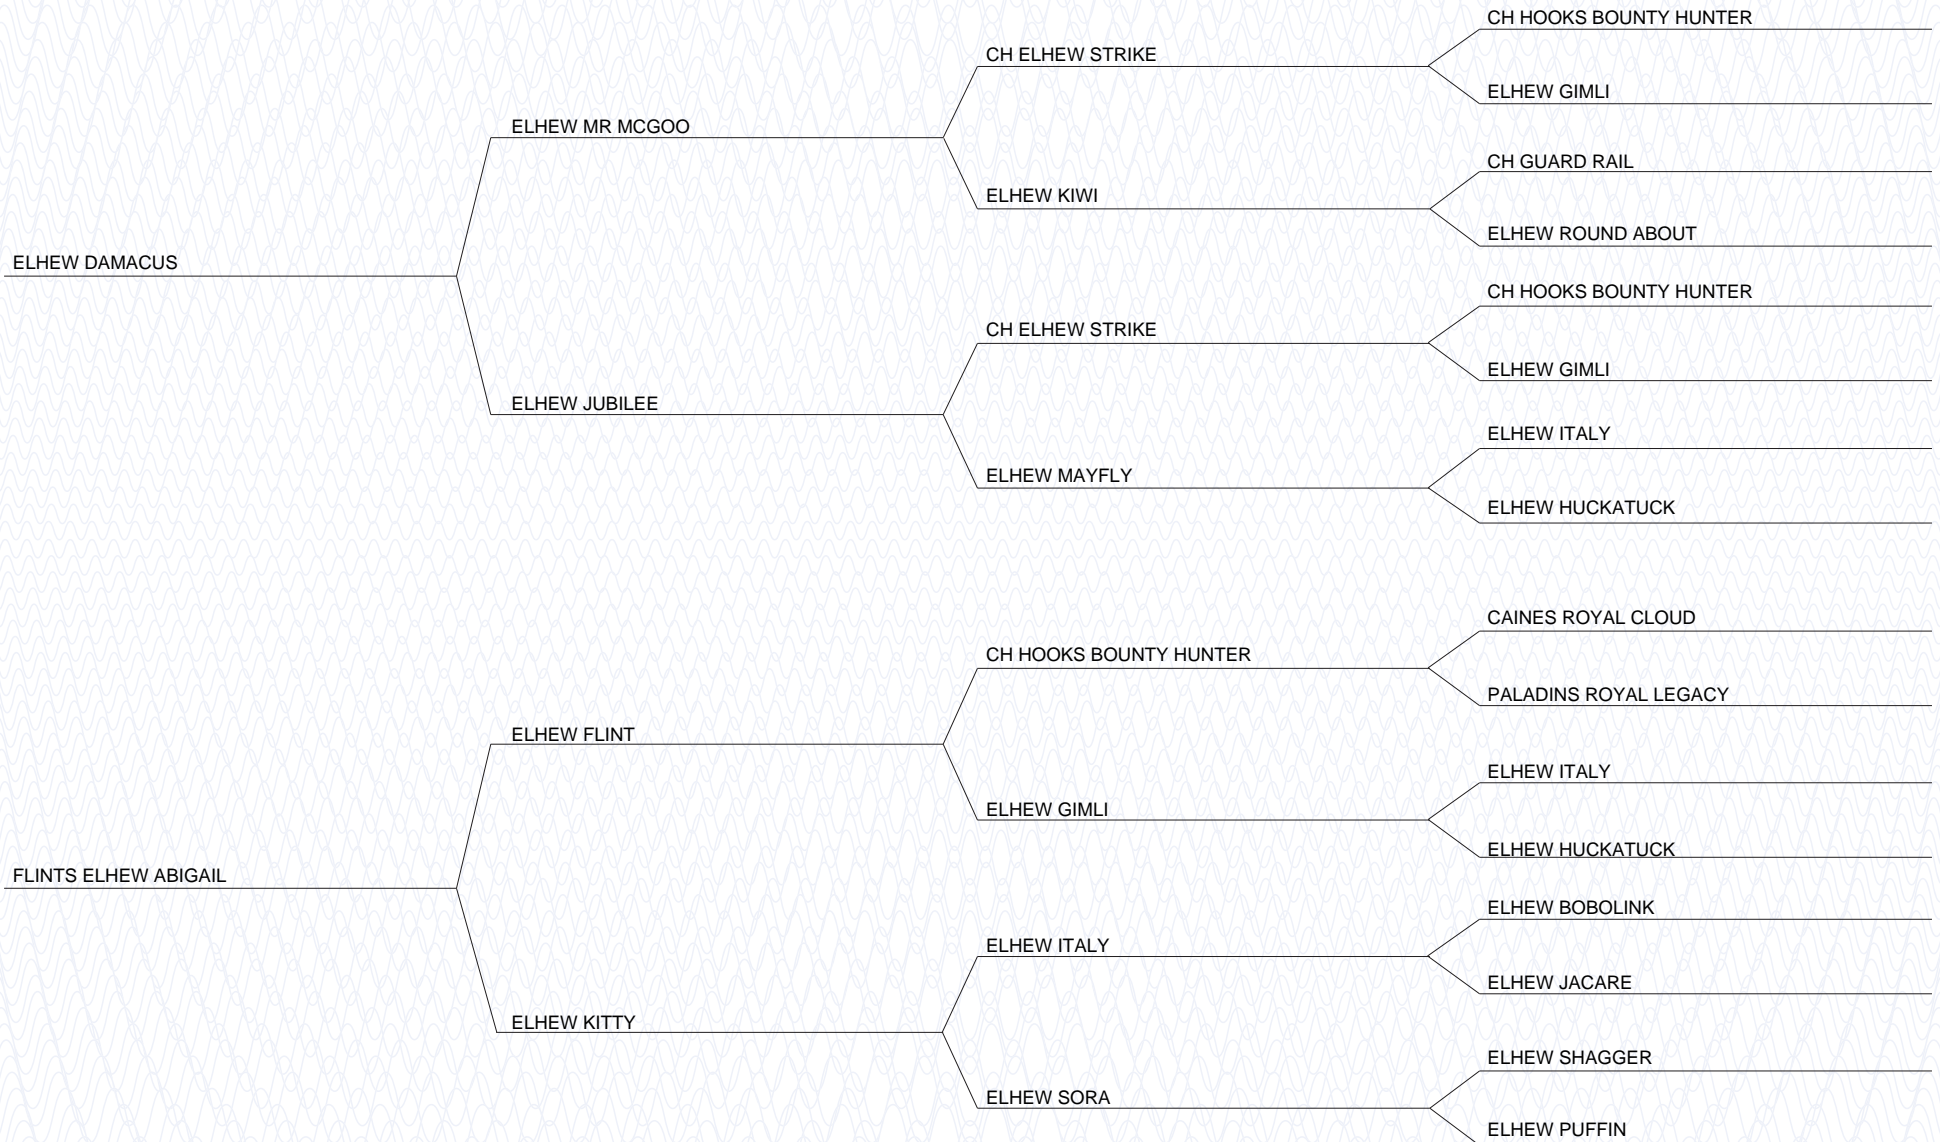 CH HOOKS BOUNTY HUNTER
CH ELHEW STRIKE
ELHEW GIMLI
ELHEW MR MCGOO
CH GUARD RAIL
ELHEW KIWI
ELHEW ROUND ABOUT
ELHEW DAMACUS
CH HOOKS BOUNTY HUNTER
CH ELHEW STRIKE
ELHEW GIMLI
ELHEW JUBILEE
ELHEW ITALY
ELHEW MAYFLY
ELHEW HUCKATUCK
CAINES ROYAL CLOUD
CH HOOKS BOUNTY HUNTER
PALADINS ROYAL LEGACY
ELHEW FLINT
ELHEW ITALY
ELHEW GIMLI
ELHEW HUCKATUCK
FLINTS ELHEW ABIGAIL
ELHEW BOBOLINK
ELHEW ITALY
ELHEW JACARE
ELHEW KITTY
ELHEW SHAGGER
ELHEW SORA
ELHEW PUFFIN